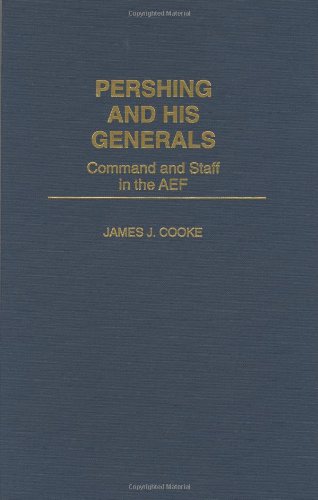 Copyrighted Material
PERSHING
AND HIS
GENERALS
Command and Staff
in the AEF
JAMES J. COOKE
Copyrighted Material